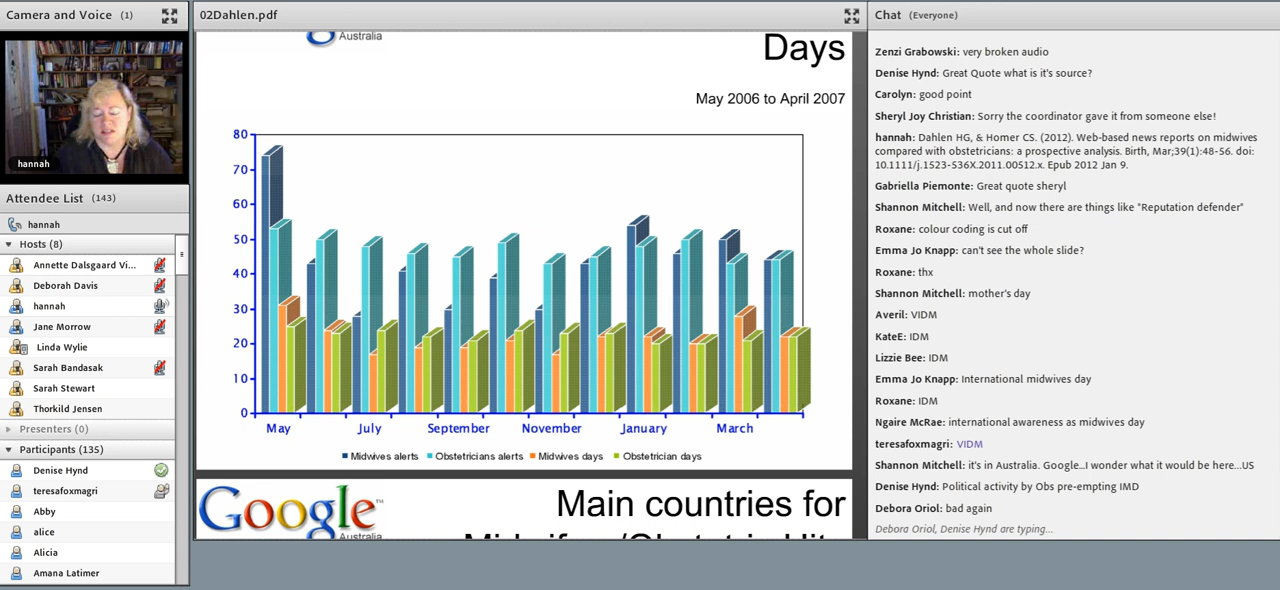 Camera and Voice (1)
hannah
Attendee List (143)
hannah
Hosts (8)
Annette Dalsgaard Vi...
Deborah Davis
hannah
Jane Morrow
Linda Wylie
Sarah Bandasak
Sarah Stewart
Thorkild Jensen
Presenters (0)
Participants (135)
Denise Hynd
teresafoxmagri
Abby
alice
Alicia
Amana Latimer
02Dahlen.pdf
Australia
Days
May 2006 to April 2007
80
70
60
50
40
30
20
10
0
May July September November January March
Midwives alerts Obstetricians alerts Midwives days Obstetrician days
Google™
Australia
Main countries for
Chat (Everyone)
Zenzi Grabowski: very broken audio
Denise Hynd: Great Quote what is it's source?
Carolyn: good point
Sheryl Joy Christian: Sorry the coordinator gave it from someone else!
hannah: Dahlen HG, & Homer CS. (2012). Web-based news reports on midwives
compared with obstetricians: a prospective analysis. Birth, Mar;39(1):48-56. doi:
10.1111/j.1523-536X.2011.00512.x. Epub 2012 Jan 9.
Gabriella Piemonte: Great quote sheryl
Shannon Mitchell: Well, and now there are things like "Reputation defender"
Roxane: colour coding is cut off
Emma Jo Knapp: can't see the whole slide?
Roxane: thx
Shannon Mitchell: mother's day
Averil: VIDM
KateE: IDM
Lizzie Bee: IDM
Emma Jo Knapp: International midwives day
Roxane: IDM
Ngaire McRae: international awareness as midwives day
teresafoxmagri: VIDM
Shannon Mitchell: it's in Australia. Google...I wonder what it would be here...US
Denise Hynd: Political activity by Obs pre-empting IMD
Debora Oriol: bad again
Debora Oriol, Denise Hynd are typing...